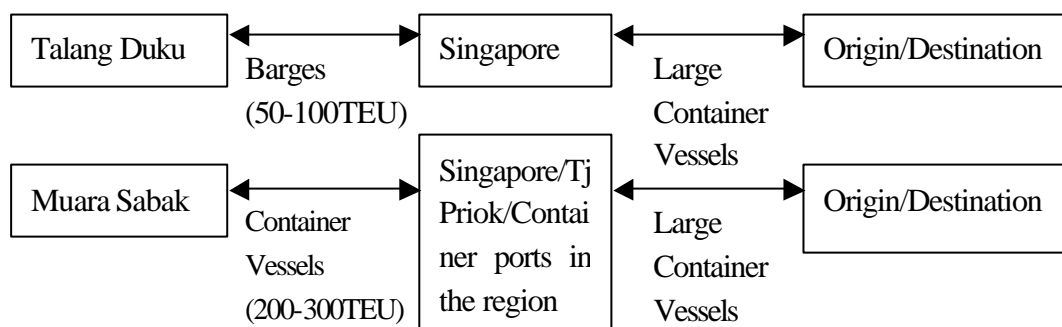 Talang Duku
Barges
(50-100TEU)
Singapore
Large
Container
Vessels
Origin/Destination
Muara Sabak
Container
Vessels
(200-300TEU)
Singapore/Tj
Priok/Contai
ner ports in
the region
Large
Container
Vessels
Origin/Destination